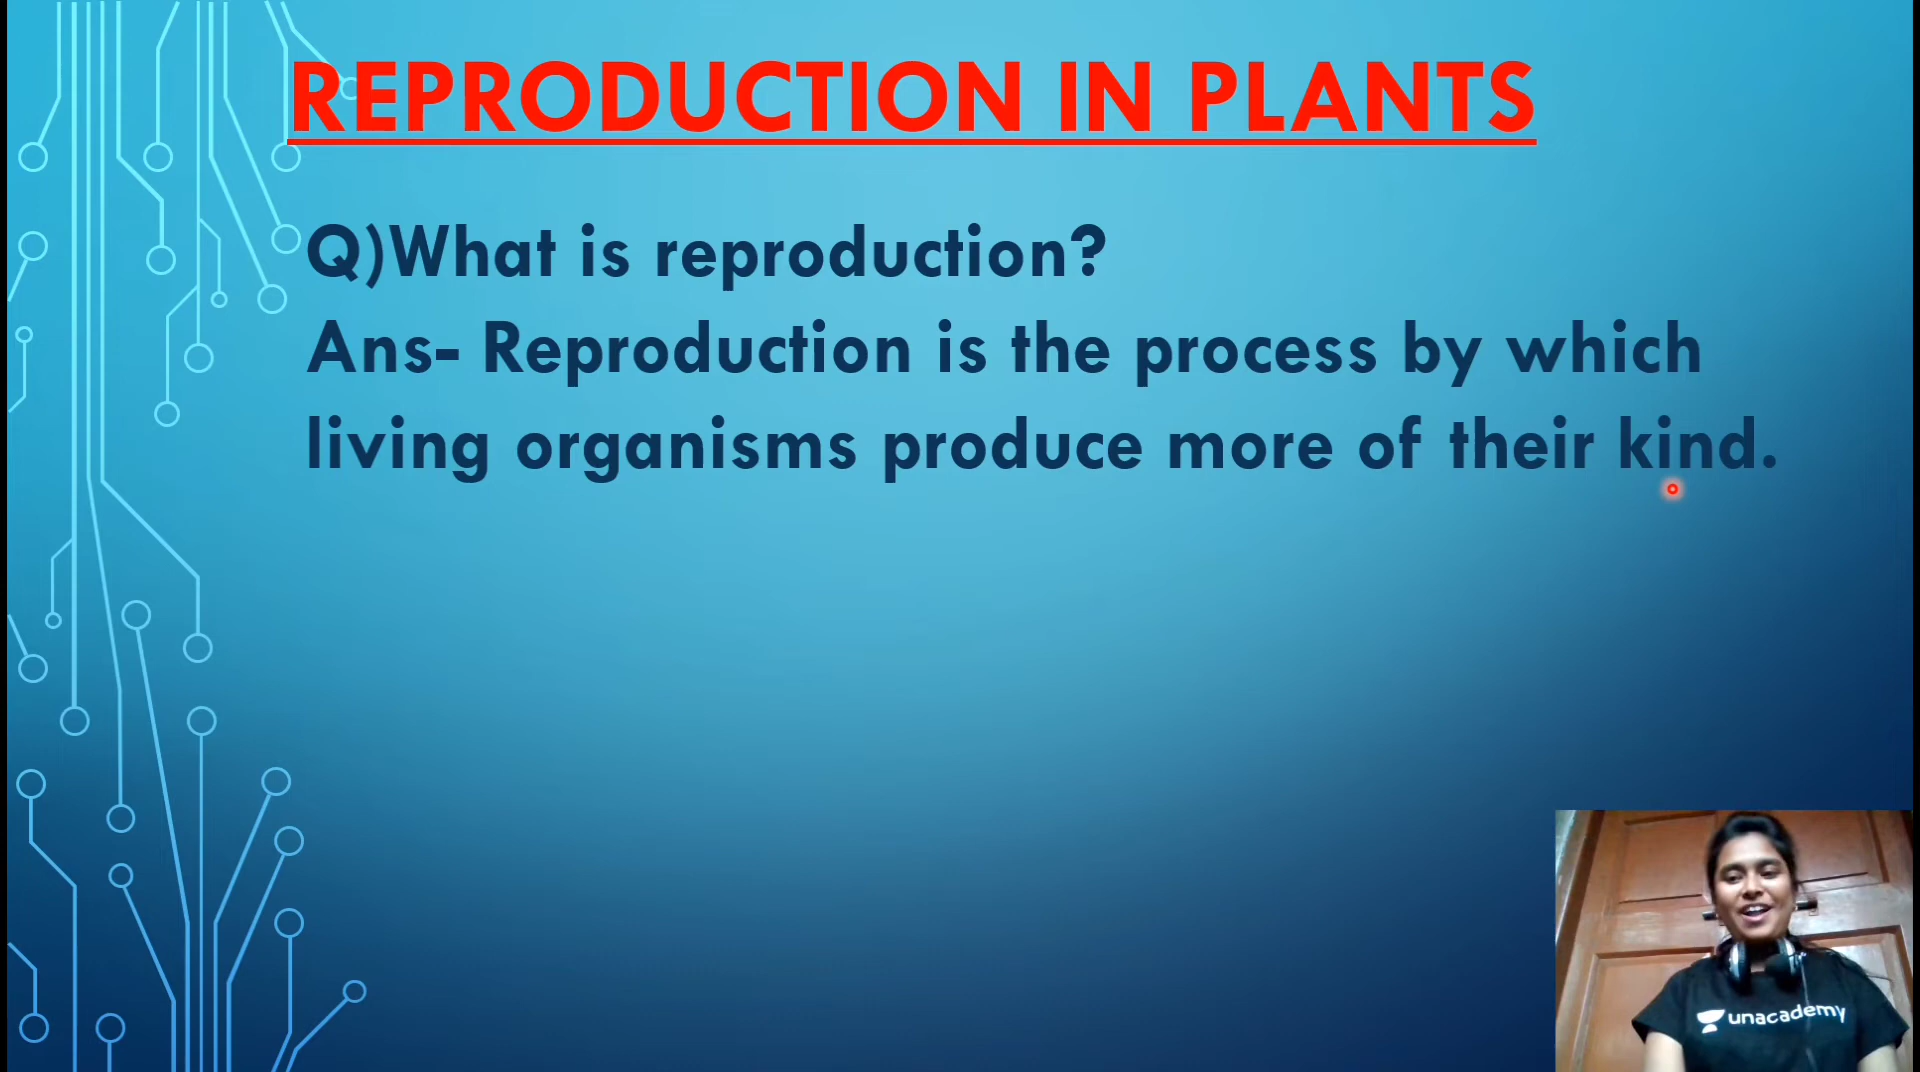 REPRODUCTION IN PLANTS
Q)What is reproduction?
Ans- Reproduction is the process by which
living organisms produce more of their kind.
unacademy